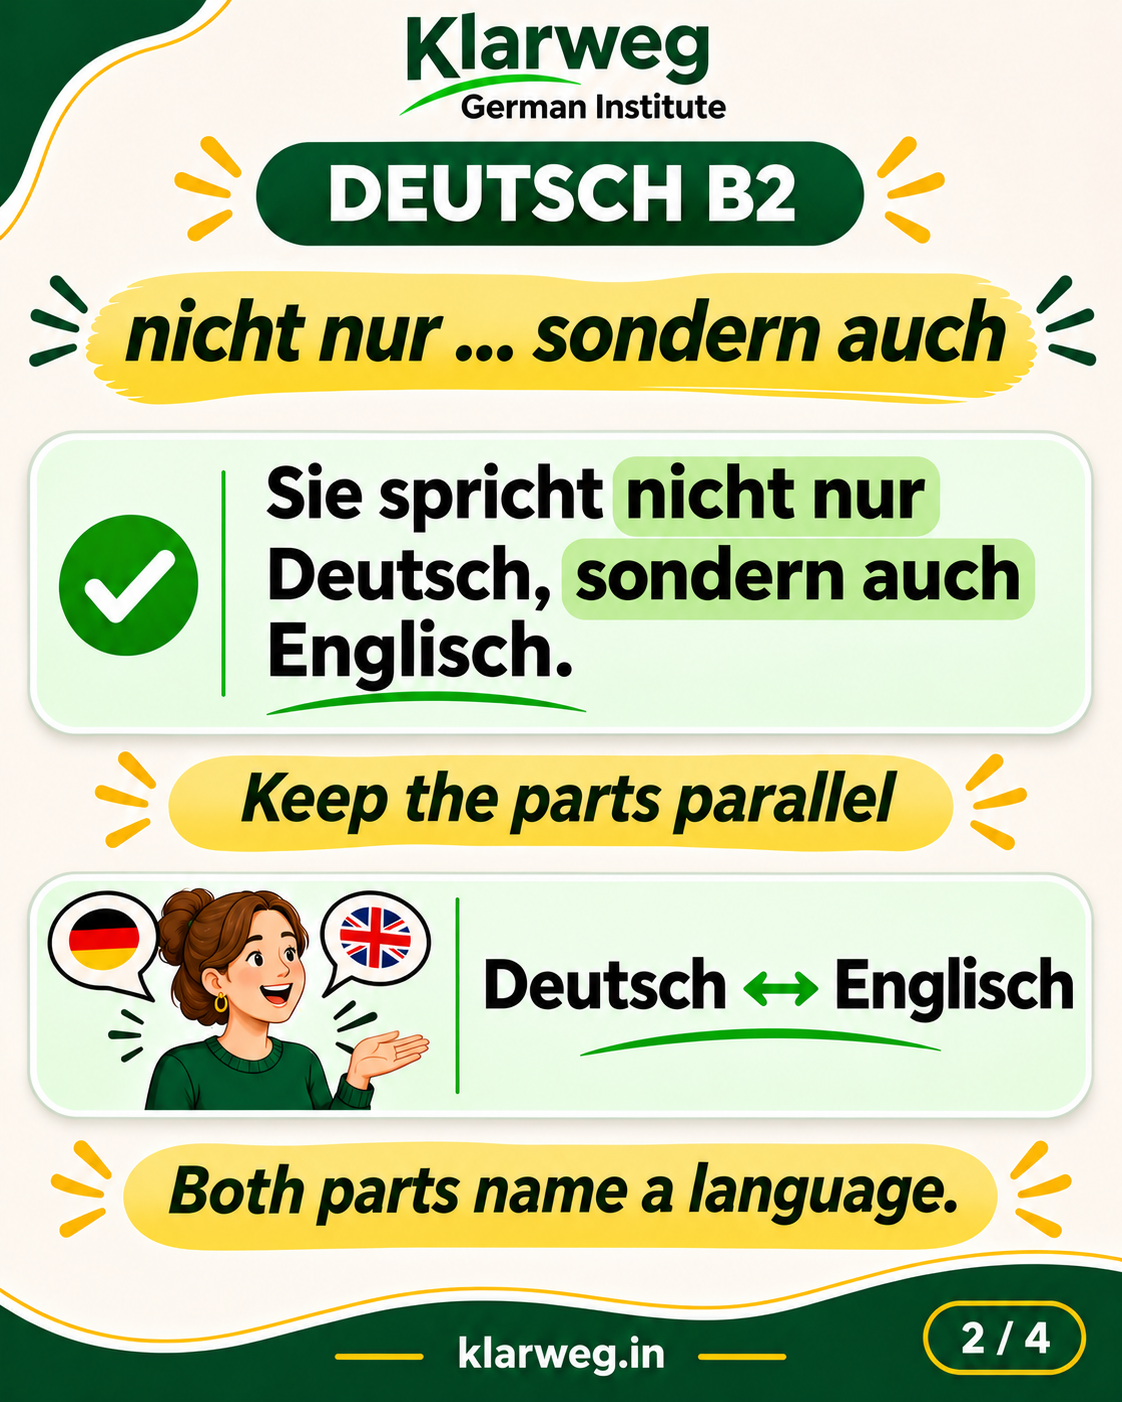 Klarweg
German Institute
DEUTSCH B2
nicht nur ... sondern auch
Sie spricht nicht nur
Deutsch, sondern auch
Englisch.
Keep the parts parallel
Deutsch ↔ Englisch
Both parts name a language.
klarweg.in
2 / 4